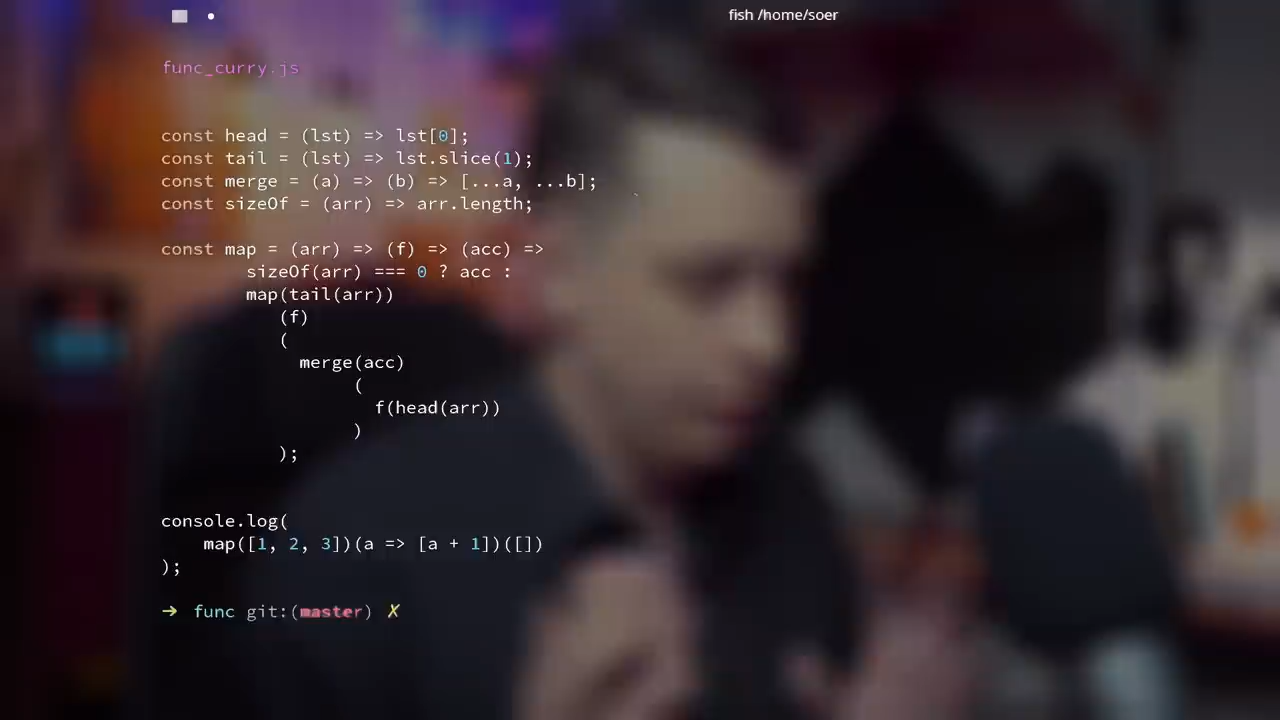 fish /home/soer
func_curry.js
const head = (lst) => lst[0];
const tail = (lst) => lst.slice(1);
const merge = (a) => (b) => [...a, ...b];
const sizeOf = (arr) => arr.length;
const map = (arr) => (f) => (acc) =>
sizeOf(arr) === 0 ? acc :
map(tail(arr))
(f)
(
merge(acc)
(
f(head(arr))
)
);
console.log(
map([1, 2, 3])(a => [a + 1])([])
);
➜ func git:(master) ✗